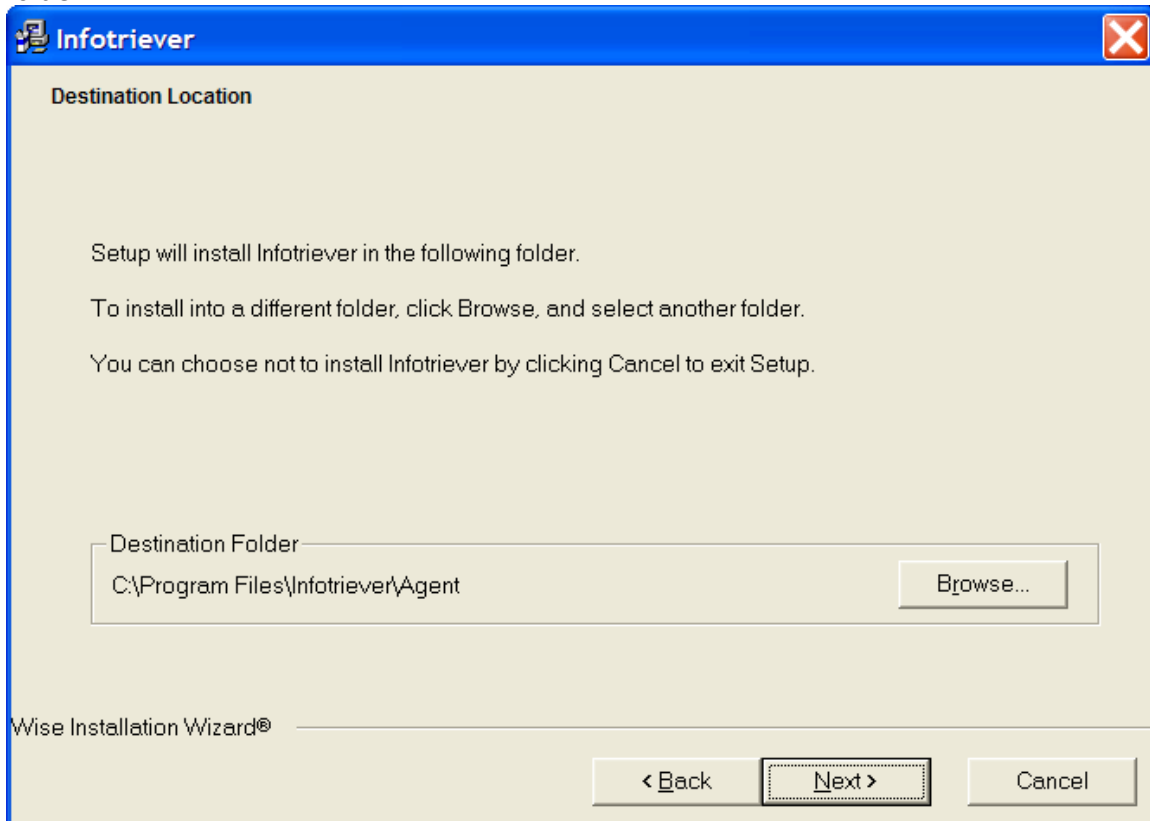 Infotriever
Destination Location
Setup will install Infotriever in the following folder.
To install into a different folder, click Browse, and select another folder.
You can choose not to install Infotriever by clicking Cancel to exit Setup.
Destination Folder
C:\Program Files\Infotriever\Agent
Browse...
Wise Installation Wizard®
< Back
Next >
Cancel